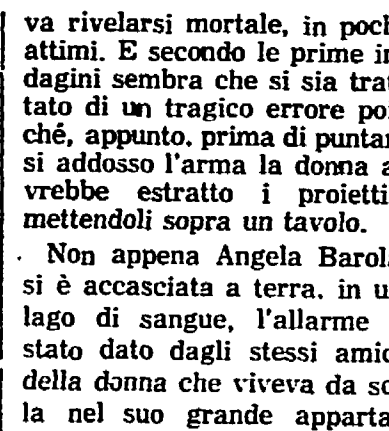 va rivelarsi mortale, in poch
attimi. E secondo le prime in
dagini sembra che si sia trat
tato di un tragico errore poi
ché, appunto, prima di puntar
si addosso l'arma la donna a
vrebbe estratto i proietti
mettendoli sopra un tavolo.
Non appena Angela Barola
si è accasciata a terra, in u
lago di sangue, l'allarme
stato dato dagli stessi amic
della donna che viveva da so
la nel suo grande apparta